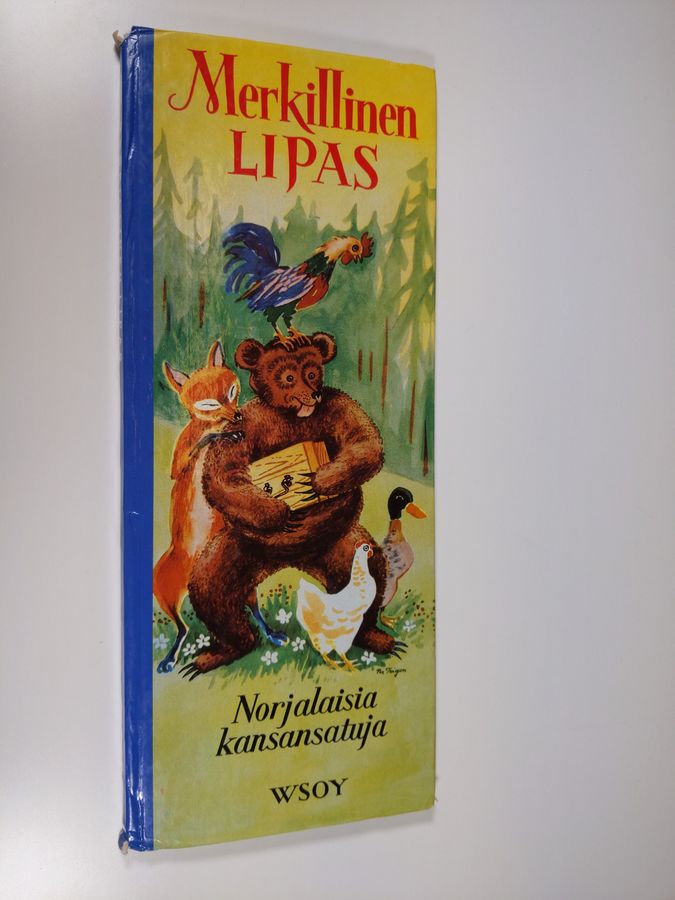 Merkillinen
LIPAS
Norjalaisia
kansansatuja
WSOY